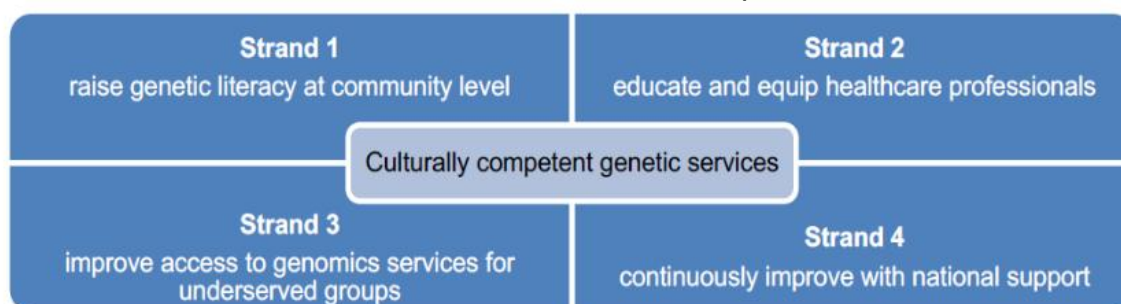 Strand 1
raise genetic literacy at community level
Strand 2
educate and equip healthcare professionals
Culturally competent genetic services
Strand 3
improve access to genomics services for
underserved groups
Strand 4
continuously improve with national support